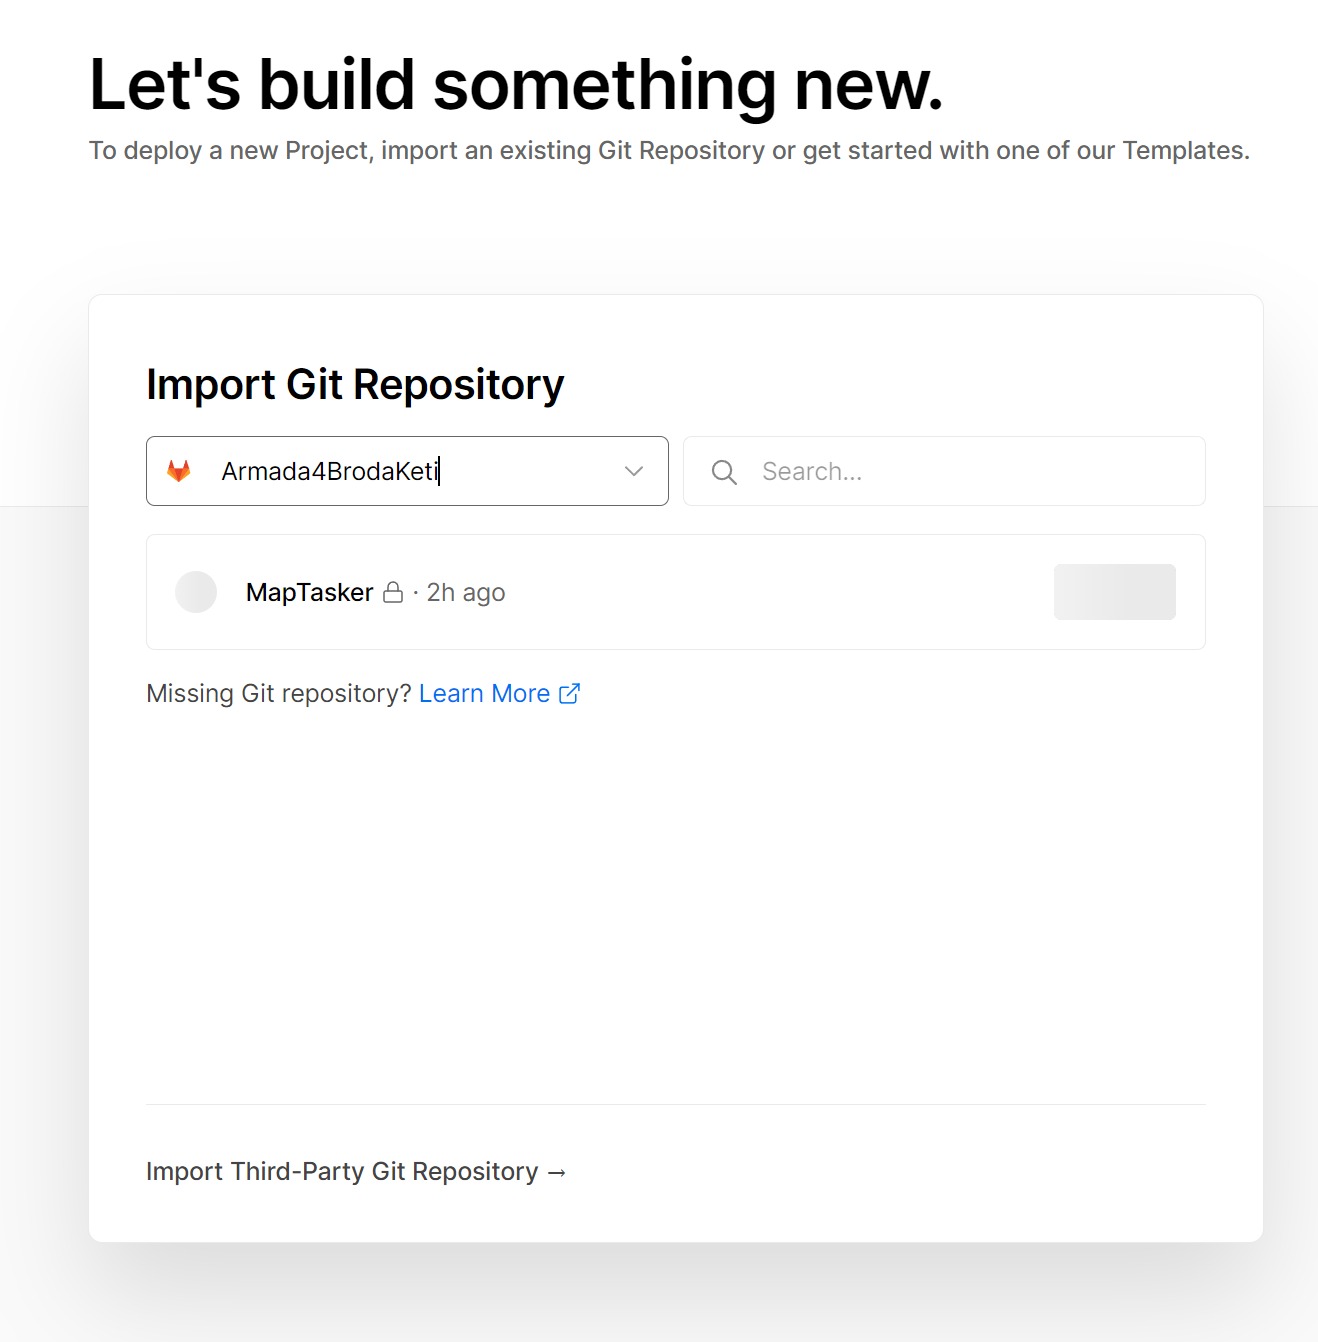 Let's build something new.
To deploy a new Project, import an existing Git Repository or get started with one of our Templates.
Import Git Repository
Armada4BrodaKeti
Search...
MapTasker · 2h ago
Missing Git repository? Learn More
Import Third-Party Git Repository →